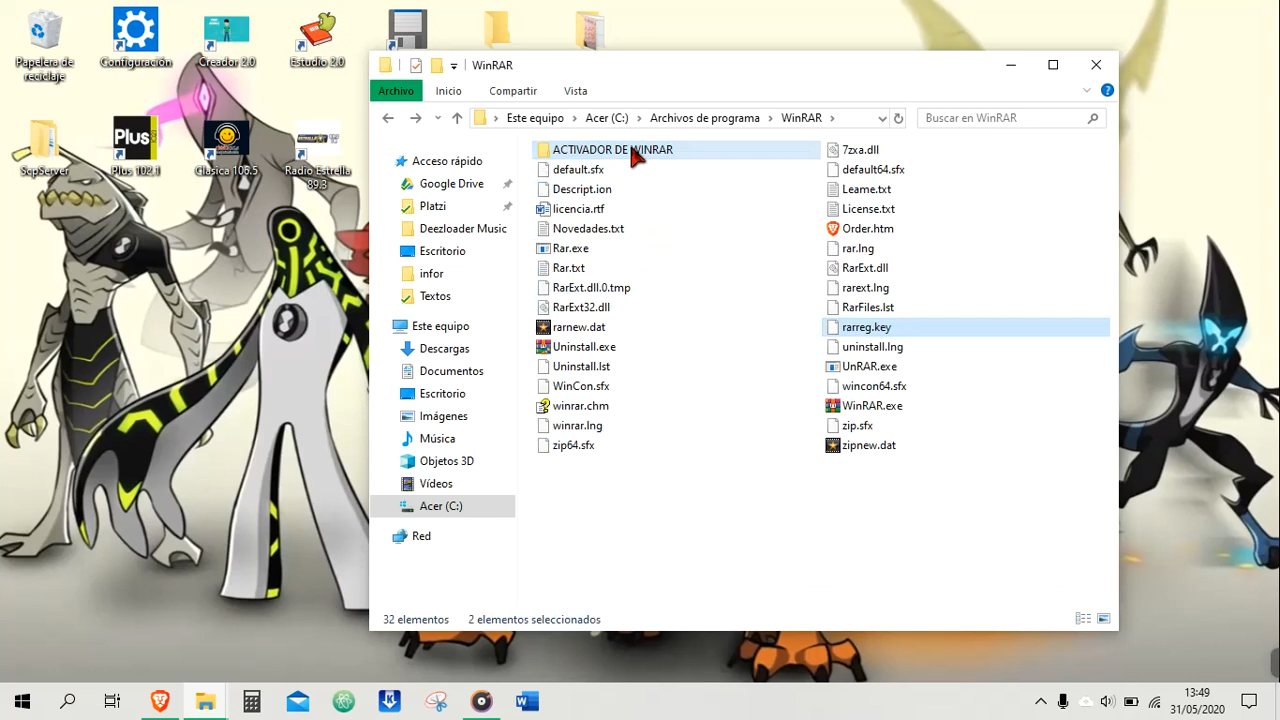 Papelera de reciclaje
Configuración
Creador 2.0
Estudio 2.0
ScpServer
Plus 102.1
Clasica 106.5
Radio Estrella 89.3
Plus
WinRAR
Archivo
Inicio
Compartir
Vista
Este equipo > Acer (C:) > Archivos de programa > WinRAR >
Buscar en WinRAR
Acceso rápido
Google Drive
Platzi
Deezloader Music
Escritorio
infor
Textos
Este equipo
Descargas
Documentos
Escritorio
Imágenes
Música
Objetos 3D
Vídeos
Acer (C:)
Red
ACTIVADOR DE WINRAR
default.sfx
Descript.ion
licencia.rtf
Novedades.txt
Rar.exe
Rar.txt
RarExt.dll.0.tmp
RarExt32.dll
rarnew.dat
Uninstall.exe
Uninstall.lst
WinCon.sfx
winrar.chm
winrar.lng
zip64.sfx
7zxa.dll
default64.sfx
Leame.txt
License.txt
Order.htm
rar.lng
RarExt.dll
rarext.lng
RarFiles.lst
rarreg.key
uninstall.lng
UnRAR.exe
wincon64.sfx
WinRAR.exe
zip.sfx
zipnew.dat
32 elementos
2 elementos seleccionados
13:49
31/05/2020